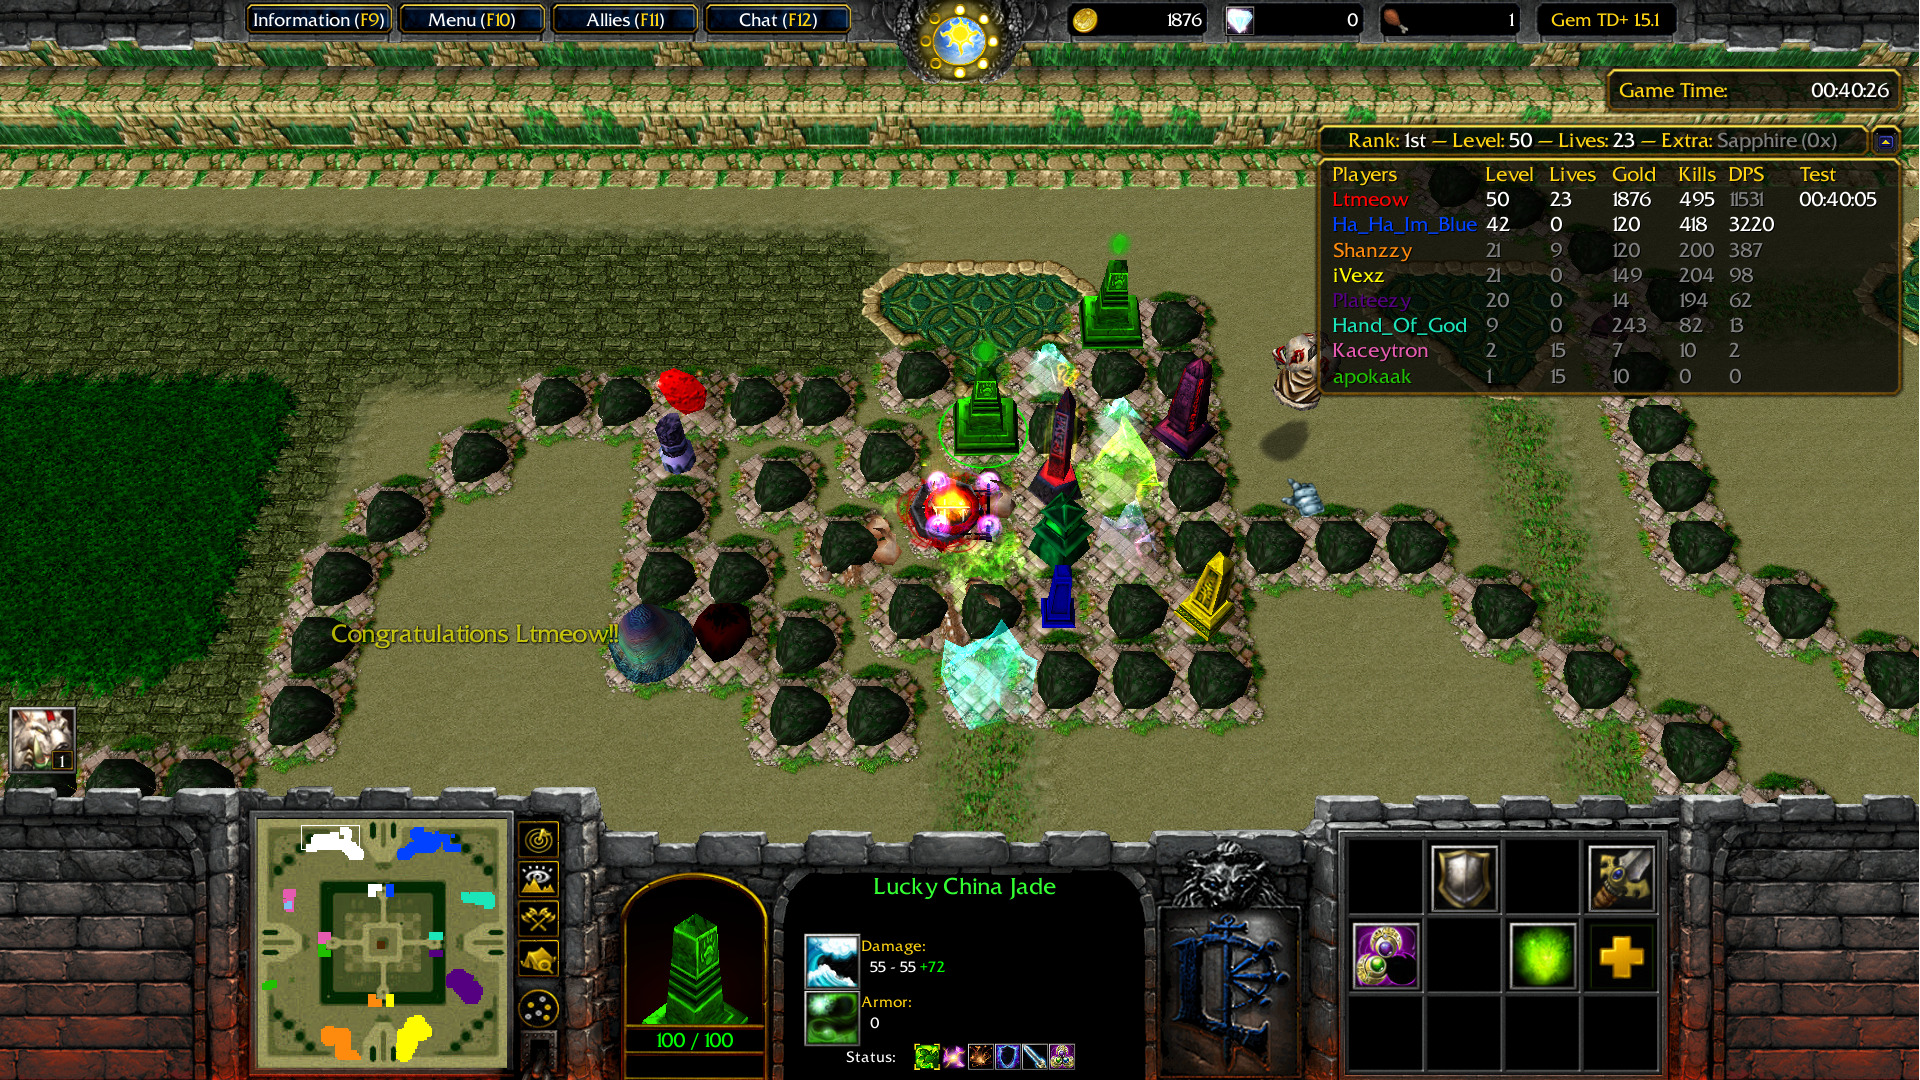 Information (F9) Menu (F10) Allies (F11) Chat (F12) 1876 0 1 Gem TD+ 15.1
Game Time: 00:40:26
Rank: 1st – Level: 50 – Lives: 23 – Extra: Sapphire (0x)
Players Level Lives Gold Kills DPS Test
Ltmeow 50 23 1876 495 11531 00:40:05
Ha_Ha_Im_Blue 42 0 120 418 3220
Shanzzy 21 9 120 200 387
iVexz 21 0 149 204 98
Plateezy 20 0 14 194 62
Hand_Of_God 9 0 243 82 13
Kaceytron 2 15 7 10 2
apokaak 1 15 10 0 0
Congratulations Ltmeow!!
1
Lucky China Jade
Damage:
55 - 55 +72
Armor:
0
100 / 100
Status: